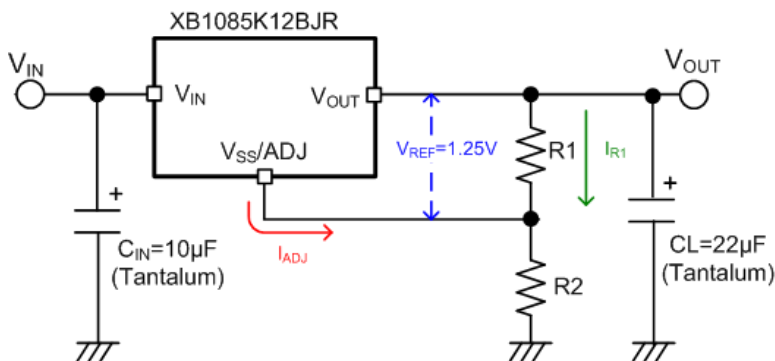 XB1085K12BJR
VIN
VIN
VOUT
VOUT
VSS/ADJ
VREF=1.25V
R1
IR1
+
+
IADJ
CIN=10µF
(Tantalum)
R2
CL=22µF
(Tantalum)